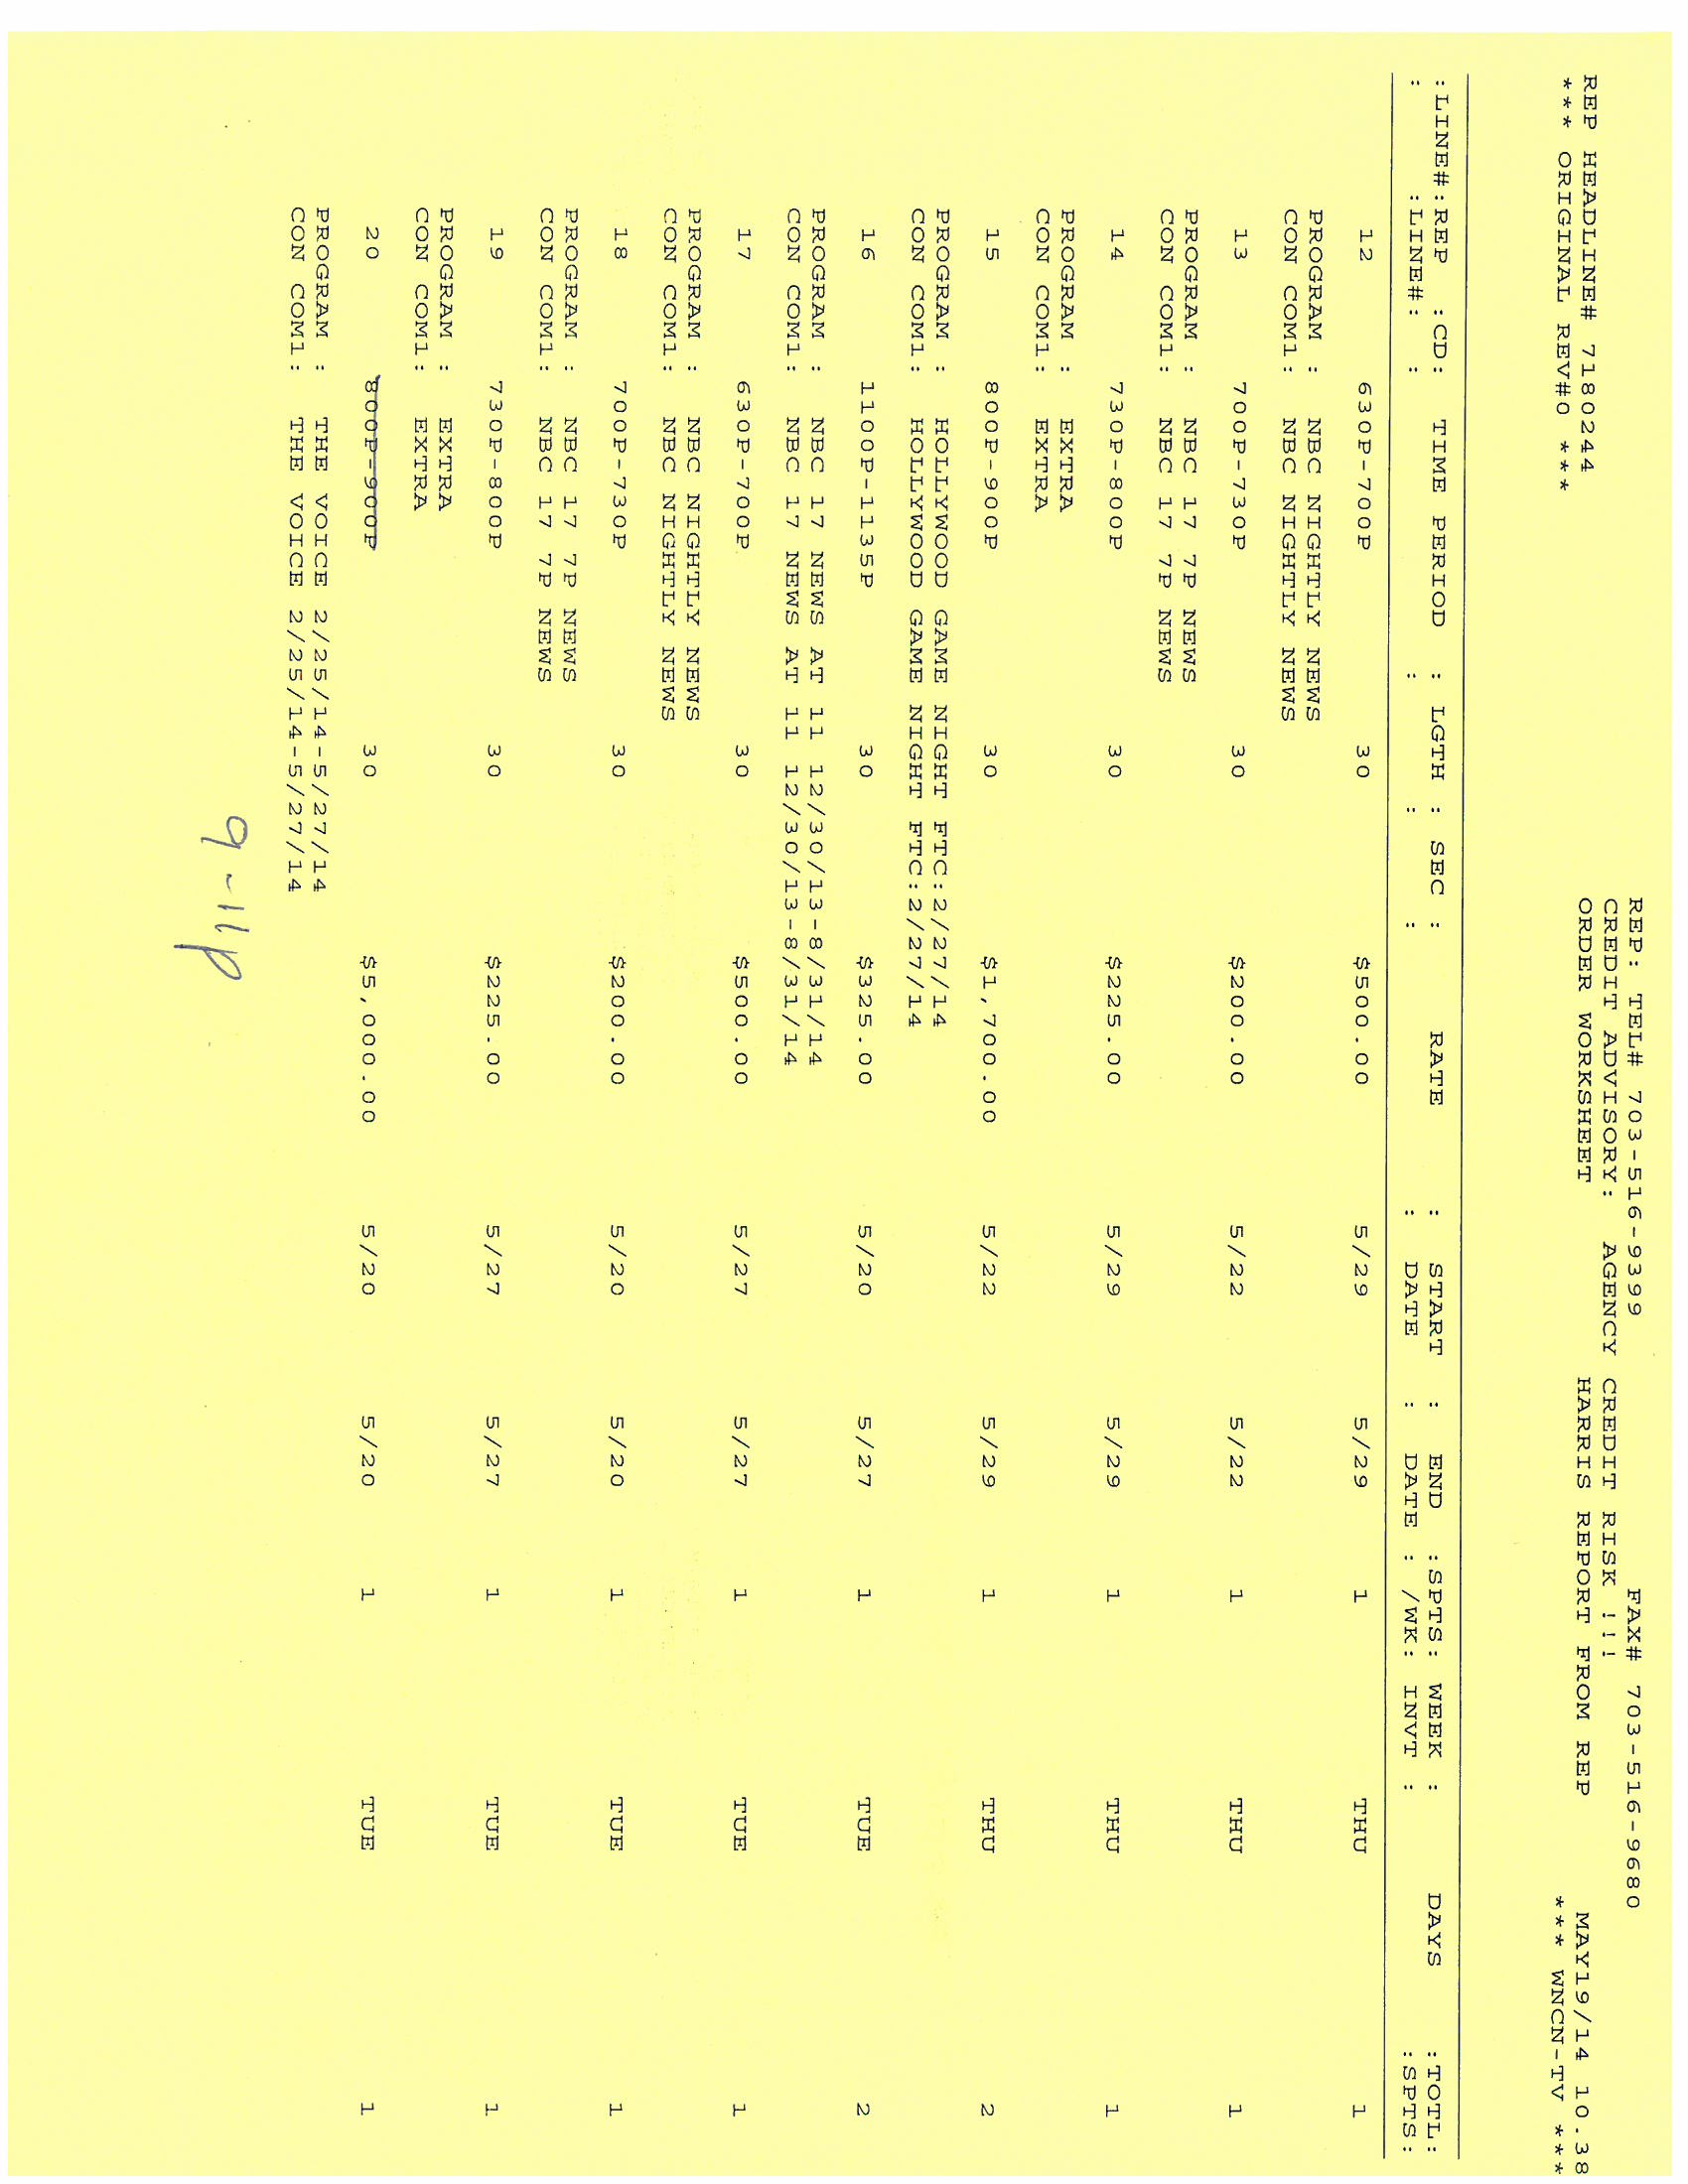 REP: TEL# 703-516-9399 FAX# 703-516-9680
CREDIT ADVISORY: AGENCY CREDIT RISK !!!
REP HEADLINE# 7180244 ORDER WORKSHEET HARRIS REPORT FROM REP MAY19/14 10.38
*** ORIGINAL REV#0 *** *** WNCN-TV ***
:LINE#:REP :CD: TIME PERIOD : LGTH : SEC : RATE : START : END :SPTS: WEEK : DAYS :TOTL:
: :LINE#: : : : : DATE : DATE : /WK: INVT : :SPTS:
12 630P-700P 30 $500.00 5/29 5/29 1 THU 1
PROGRAM : NBC NIGHTLY NEWS
CON COM1: NBC NIGHTLY NEWS
13 700P-730P 30 $200.00 5/22 5/22 1 THU 1
PROGRAM : NBC 17 7P NEWS
CON COM1: NBC 17 7P NEWS
14 730P-800P 30 $225.00 5/29 5/29 1 THU 1
PROGRAM : EXTRA
CON COM1: EXTRA
15 800P-900P 30 $1,700.00 5/22 5/29 1 THU 2
PROGRAM : HOLLYWOOD GAME NIGHT FTC:2/27/14
CON COM1: HOLLYWOOD GAME NIGHT FTC:2/27/14
16 1100P-1135P 30 $325.00 5/20 5/27 1 TUE 2
PROGRAM : NBC 17 NEWS AT 11 12/30/13-8/31/14
CON COM1: NBC 17 NEWS AT 11 12/30/13-8/31/14
17 630P-700P 30 $500.00 5/27 5/27 1 TUE 1
PROGRAM : NBC NIGHTLY NEWS
CON COM1: NBC NIGHTLY NEWS
18 700P-730P 30 $200.00 5/20 5/20 1 TUE 1
PROGRAM : NBC 17 7P NEWS
CON COM1: NBC 17 7P NEWS
19 730P-800P 30 $225.00 5/27 5/27 1 TUE 1
PROGRAM : EXTRA
CON COM1: EXTRA
20 800P-900P 30 $5,000.00 5/20 5/20 1 TUE 1
PROGRAM : THE VOICE 2/25/14-5/27/14
CON COM1: THE VOICE 2/25/14-5/27/14
9-11p